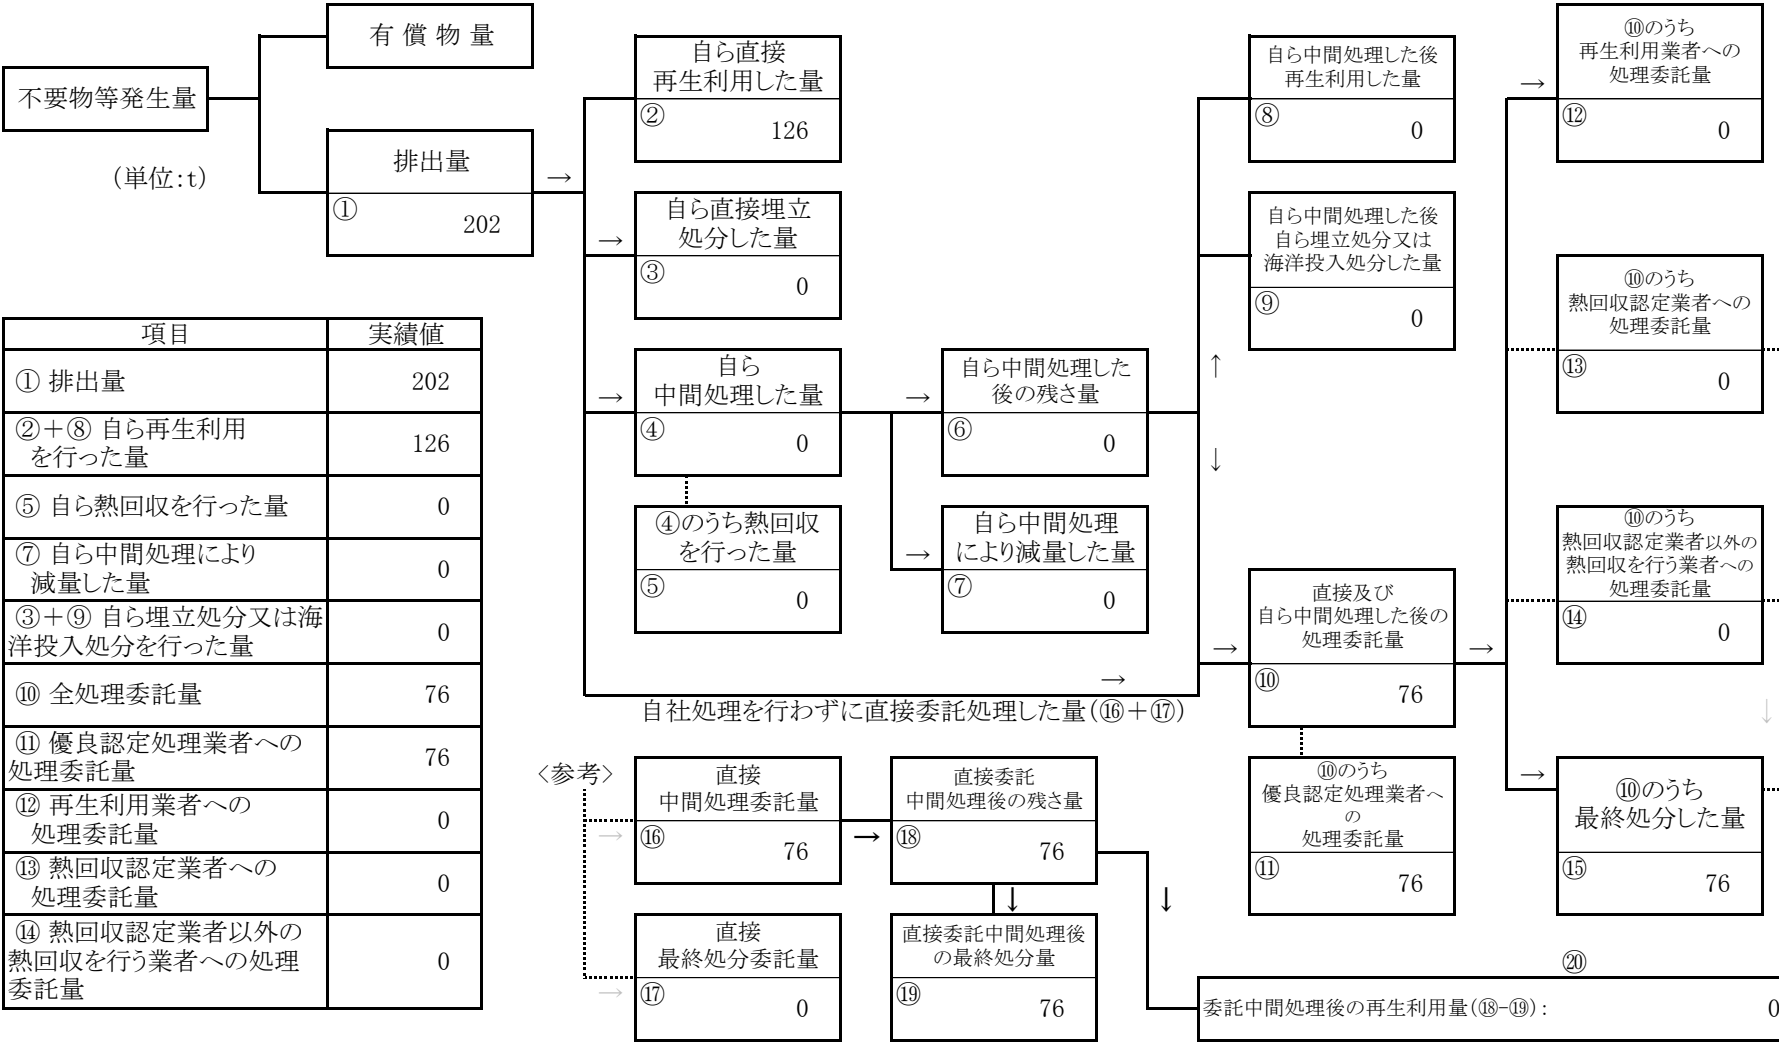 有 償 物 量
不要物等発生量
(単位:t)
排出量
①
202
→
自ら直接
再生利用した量
②
126
→
自ら直接埋立
処分した量
③
0
→
自ら
中間処理した量
④
0
④のうち熱回収
を行った量
⑤
0
→
自ら中間処理した
後の残さ量
⑥
0
→
自ら中間処理
により減量した量
⑦
0
自ら中間処理した後
再生利用した量
⑧
0
自ら中間処理した後
自ら埋立処分又は
海洋投入処分した量
⑨
0
↑
↓
→
自社処理を行わずに直接委託処理した量(⑯+⑰)
→
直接及び
自ら中間処理した後の
処理委託量
⑩
76
⑩のうち
優良認定処理業者へ
の
処理委託量
⑪
76
→
→
⑩のうち
再生利用業者への
処理委託量
⑫
0
⑩のうち
熱回収認定業者への
処理委託量
⑬
0
⑩のうち
熱回収認定業者以外の
熱回収を行う業者への
処理委託量
⑭
0
↓
→
⑩のうち
最終処分した量
⑮
76
項目 実績値
① 排出量 202
②+⑧ 自ら再生利用
を行った量 126
⑤ 自ら熱回収を行った量 0
⑦ 自ら中間処理により
減量した量 0
③+⑨ 自ら埋立処分又は海
洋投入処分を行った量 0
⑩ 全処理委託量 76
⑪ 優良認定処理業者への
処理委託量 76
⑫ 再生利用業者への
処理委託量 0
⑬ 熱回収認定業者への
処理委託量 0
⑭ 熱回収認定業者以外の
熱回収を行う業者への処理
委託量 0
<参考>
→
直接
中間処理委託量
⑯
76
→
直接委託
中間処理後の残さ量
⑱
76
↓
↓
→
直接
最終処分委託量
⑰
0
直接委託中間処理後
の最終処分量
⑲
76
⑳
委託中間処理後の再生利用量(⑱-⑲): 0